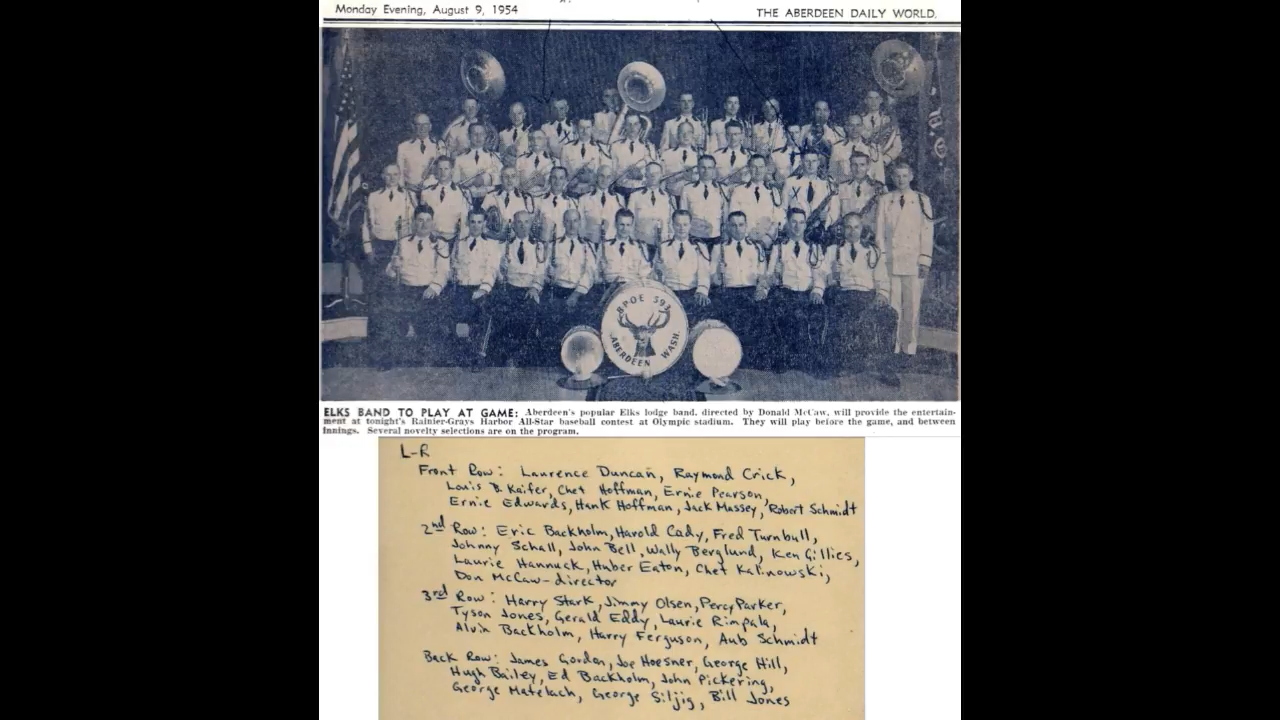 Monday Evening, August 9, 1954
THE ABERDEEN DAILY WORLD.
BPOE 593
ABERDEEN WASH.
ELKS BAND TO PLAY AT GAME: Aberdeen's popular Elks lodge band, directed by Donald McCaw, will provide the entertain-
ment at tonight's Rainier-Grays Harbor All-Star baseball contest at Olympic stadium. They will play before the game, and between
innings. Several novelty selections are on the program.
L-R
Front Row: Laurence Duncan, Raymond Crick,
Louis B. Kaifer, Chet Hoffman, Ernie Pearson,
Ernie Edwards, Hank Hoffman, Jack Massey, Robert Schmidt
2nd Row: Eric Backholm, Harold Cady, Fred Turnbull,
Johnny Schall, John Bell, Wally Berglund, Ken Gillies,
Laurie Hannuck, Huber Eaton, Chet Kalinowski,
Don McCaw-director
3rd Row: Harry Stark, Jimmy Olsen, Percy Parker,
Tyson Jones, Gerald Eddy, Laurie Rimpala,
Alvin Backholm, Harry Ferguson, Aub Schmidt
Back Row: James Gordon, Joe Hoesner, George Hill,
Hugh Bailey, Ed Backholm, John Pickering,
George Matelach, George Siljig, Bill Jones